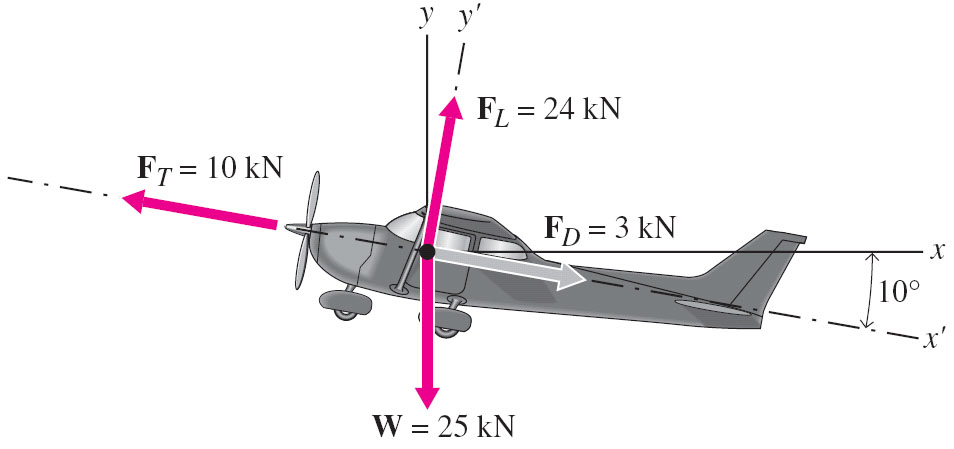 y y′
F_L = 24 kN
F_T = 10 kN
F_D = 3 kN
x
10°
x′
W = 25 kN